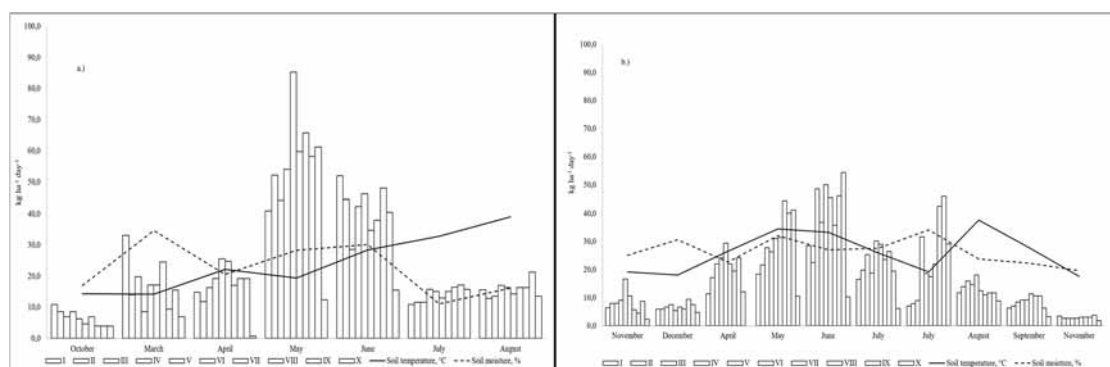 100,0
90,0
80,0
70,0
60,0
50,0
40,0
30,0
20,0
10,0
0,0
kg ha⁻¹ day⁻¹
a.)
October March April May June July August
I II III IV V VI VII VIII IX X Soil temperature, °C Soil moisture, %
100,0
90,0
80,0
70,0
60,0
50,0
40,0
30,0
20,0
10,0
0,0
kg ha⁻¹ day⁻¹
b.)
November December April May June July July August September November
I II III IV V VI VII VIII IX X Soil temperature, °C Soil moisture, %